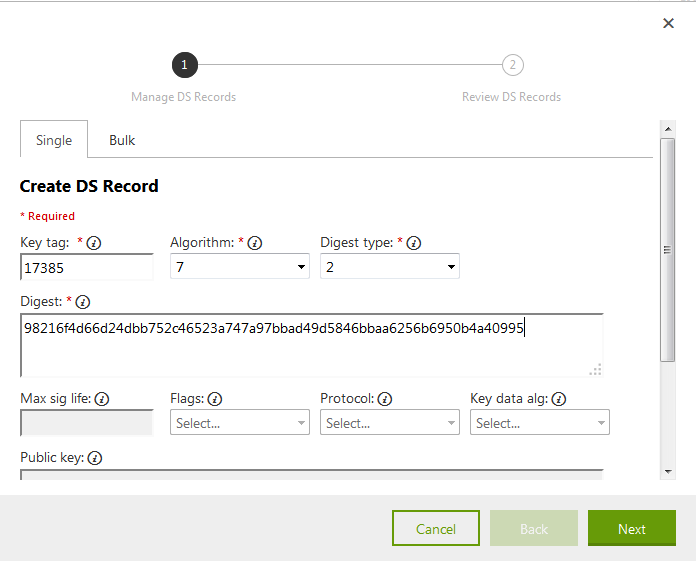 1 2
Manage DS Records Review DS Records
Single Bulk
Create DS Record
* Required
Key tag: * Algorithm: * Digest type: *
17385 7 2
Digest: *
98216f4d66d24dbb752c46523a747a97bbad49d5846bbaa6256b6950b4a40995
Max sig life: Flags: Protocol: Key data alg:
Select... Select... Select...
Public key:
Cancel Back Next